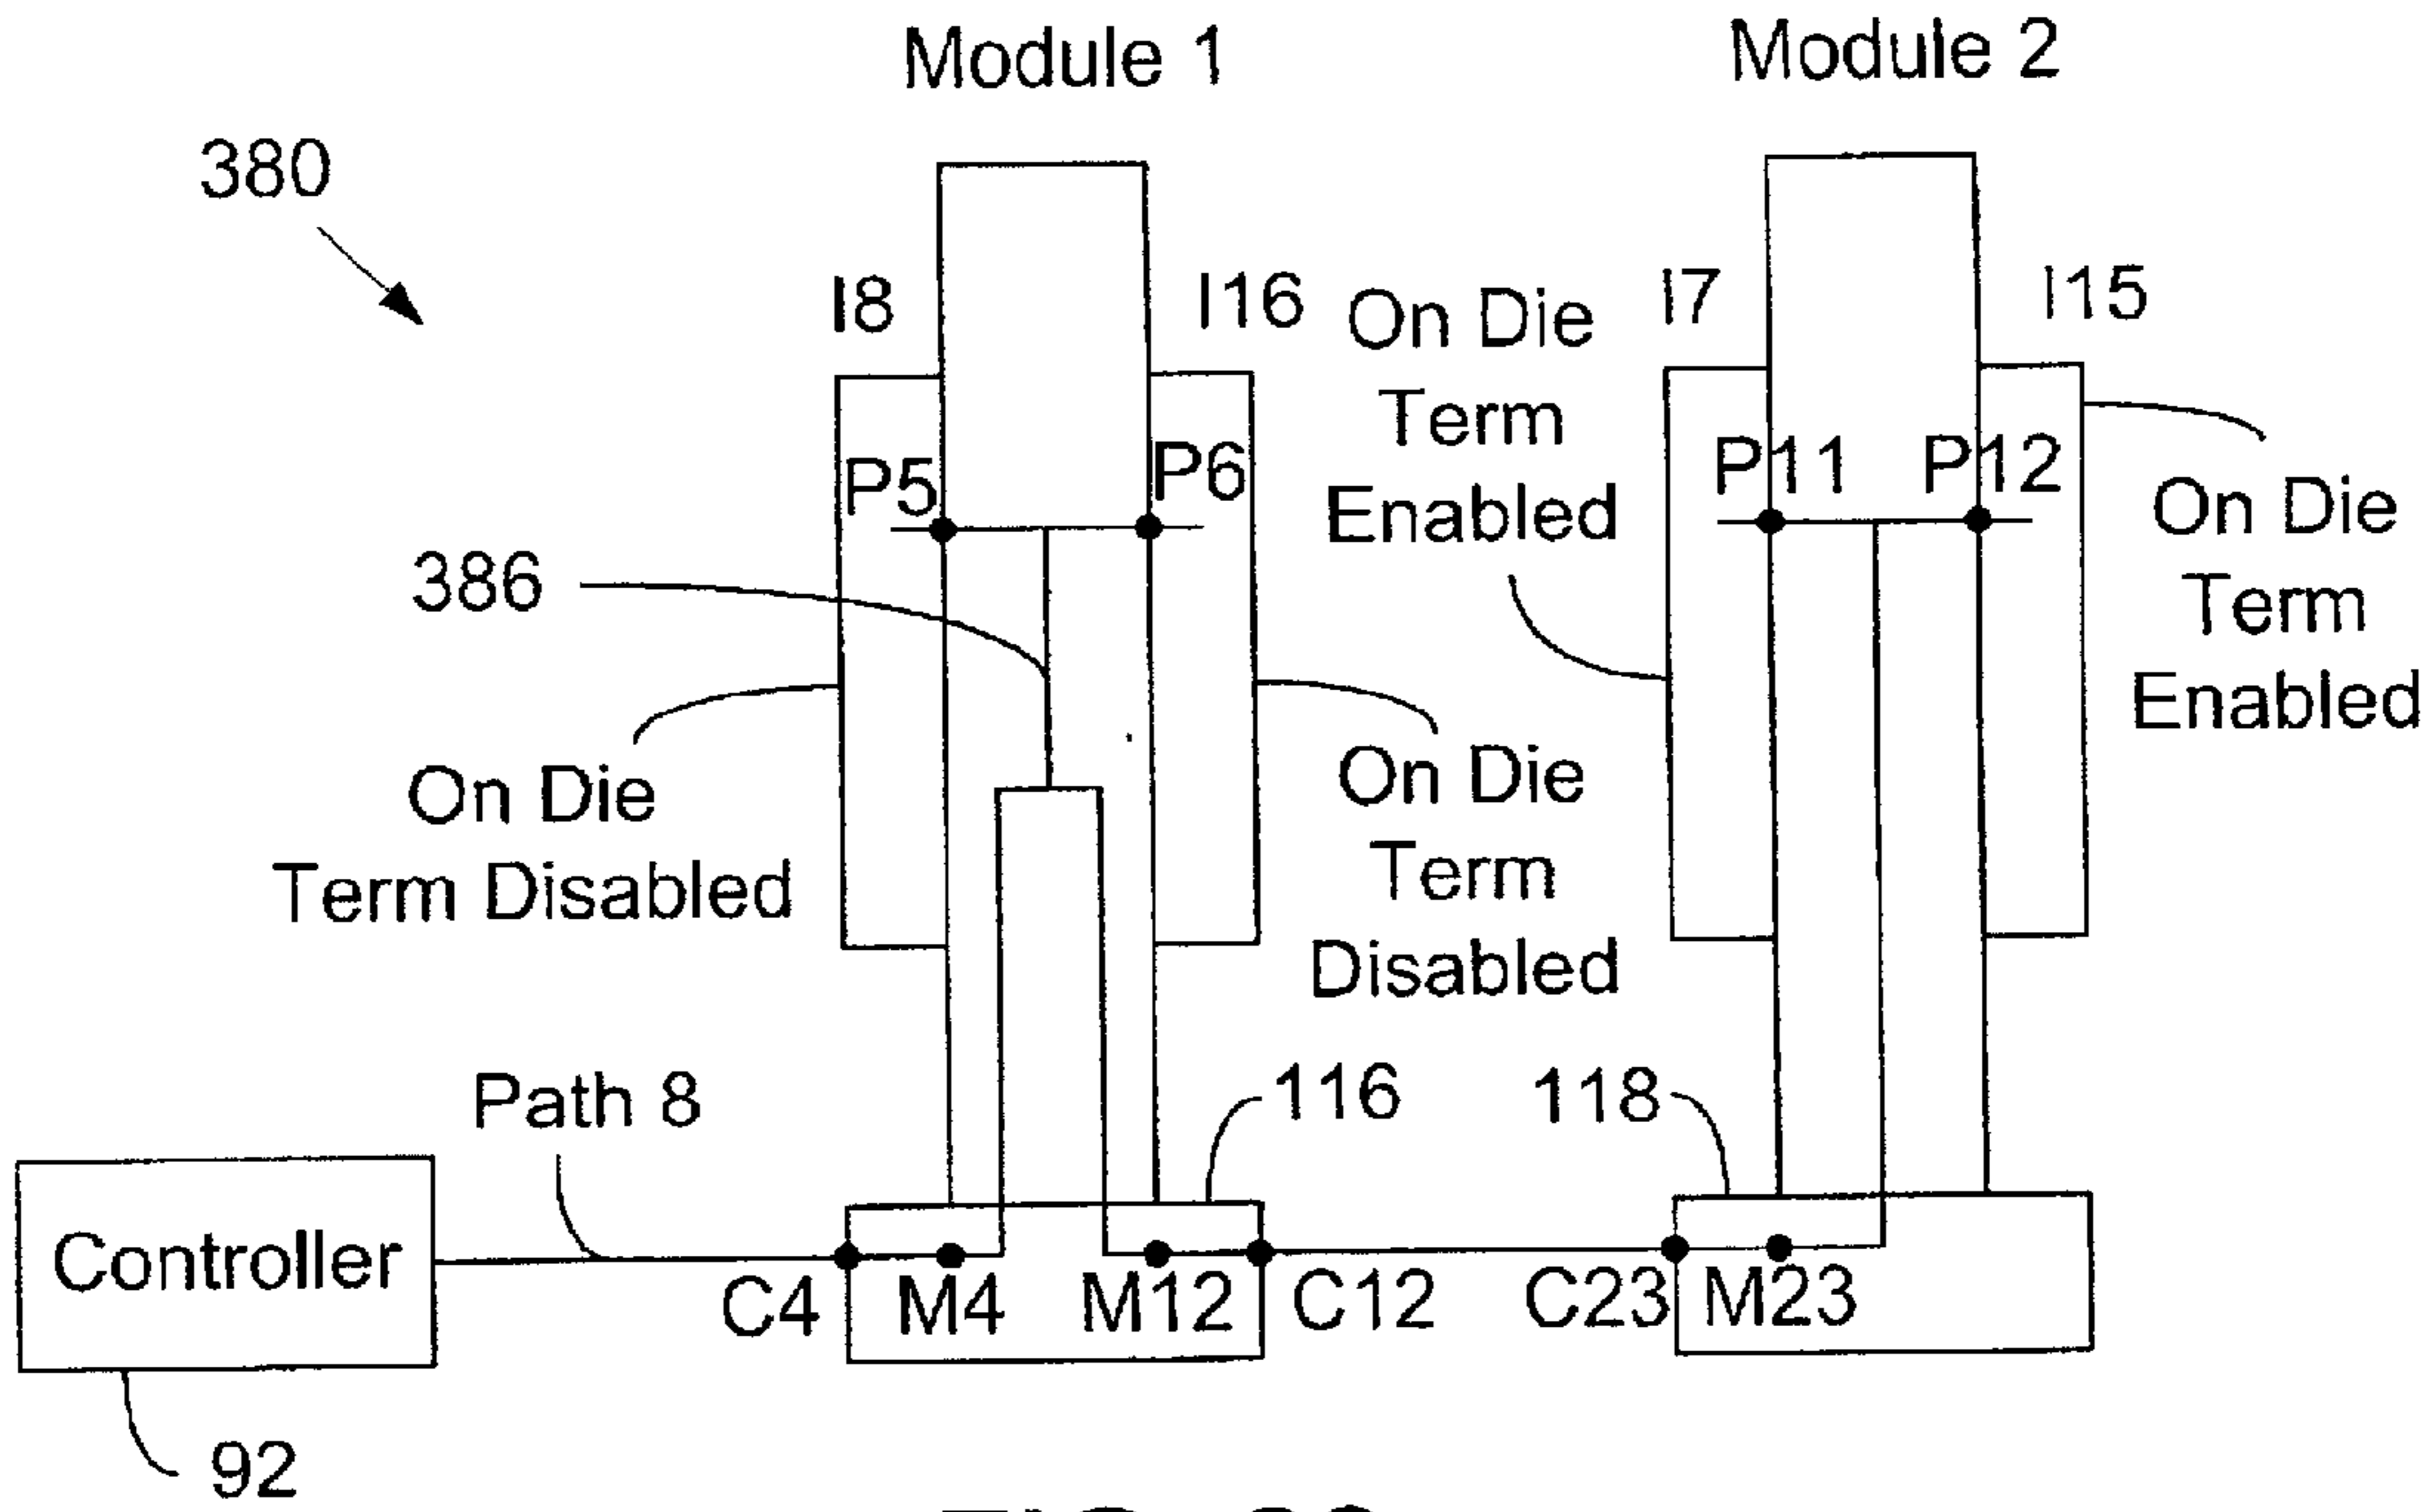 Module 1
Module 2
380
I8
I16
On Die
Term
Enabled
I7
I15
P5
P6
P11
P12
On Die
Term
Enabled
386
On Die
Term Disabled
On Die
Term
Disabled
Path 8
116
118
Controller
C4
M4
M12
C12
C23
M23
92